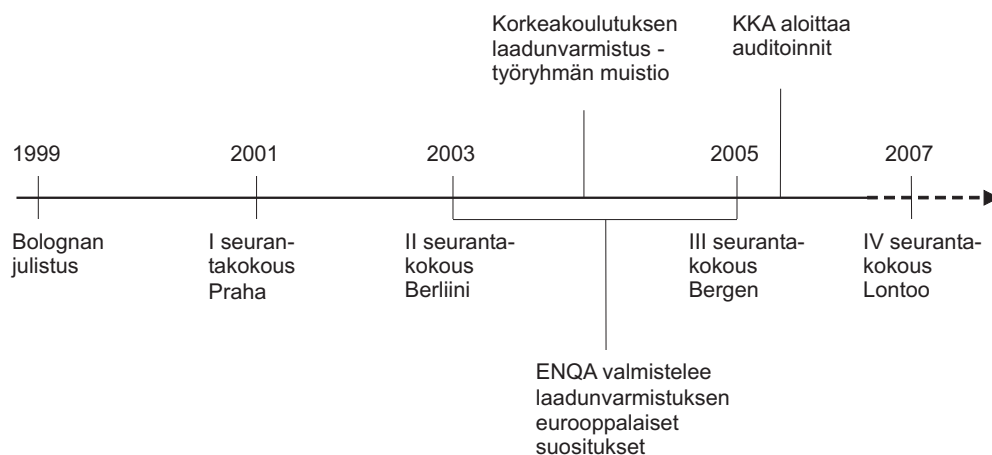 Korkeakoulutuksen
laadunvarmistus -
työryhmän muistio
KKA aloittaa
auditoinnit
1999
2001
2003
2005
2007
Bolognan
julistus
I seuran-
takokous
Praha
II seuranta-
kokous
Berliini
III seuranta-
kokous
Bergen
IV seuranta-
kokous
Lontoo
ENQA valmistelee
laadunvarmistuksen
eurooppalaiset
suositukset